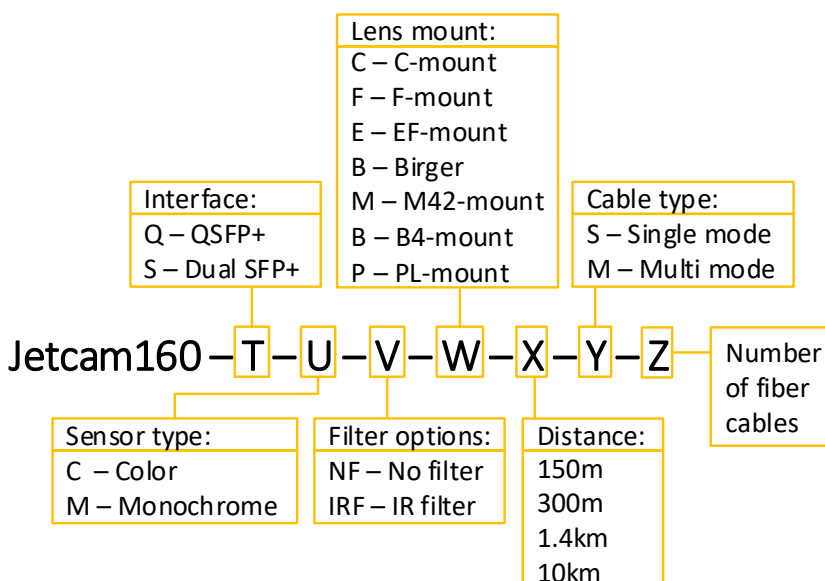 Lens mount:
C – C-mount
F – F-mount
E – EF-mount
B – Birger
M – M42-mount
B – B4-mount
P – PL-mount
Interface:
Q – QSFP+
S – Dual SFP+
Cable type:
S – Single mode
M – Multi mode
Jetcam160–T–U–V–W–X–Y–Z
Number
of fiber
cables
Sensor type:
C – Color
M – Monochrome
Filter options:
NF – No filter
IRF – IR filter
Distance:
150m
300m
1.4km
10km